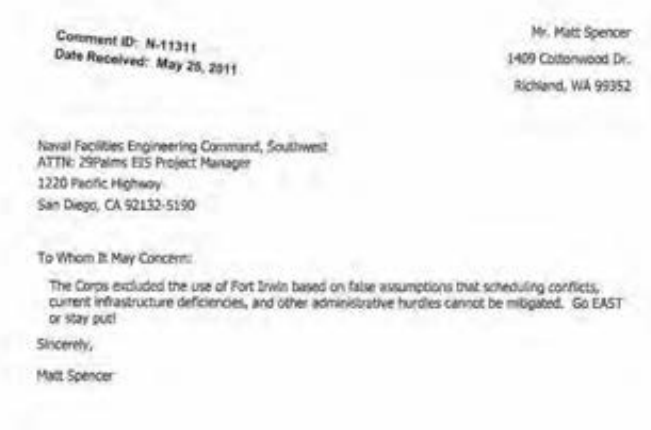 Comment ID: N-11311
Date Received: May 25, 2011
Mr. Matt Spencer
1409 Cottonwood Dr.
Richland, WA 99352
Naval Facilities Engineering Command, Southwest
ATTN: 29Palms EIS Project Manager
1220 Pacific Highway
San Diego, CA 92132-5190
To Whom It May Concern:
The Corps excluded the use of Fort Irwin based on false assumptions that scheduling conflicts,
current infrastructure deficiencies, and other administrative hurdles cannot be mitigated. Go EAST
or stay put!
Sincerely,
Matt Spencer